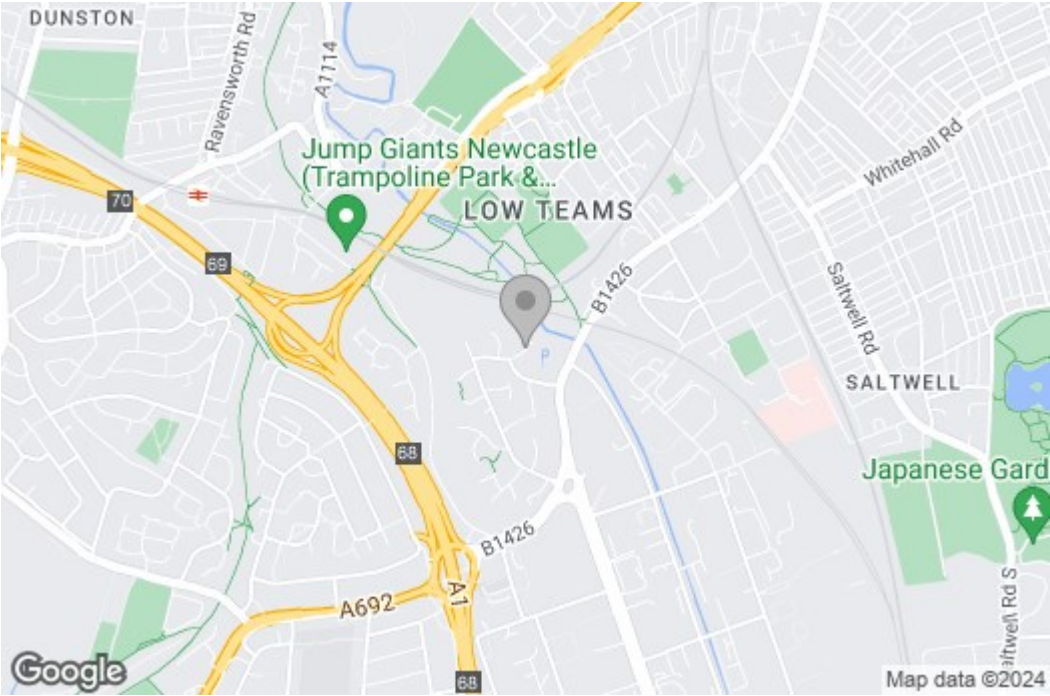 DUNSTON
Ravensworth Rd
A1114
Jump Giants Newcastle
(Trampoline Park &...
Whitehall Rd
70
LOW TEAMS
69
B1426
Saltwell Rd
SALTWELL
68
Japanese Gard
B1426
A1
A692
altwell Rd S
68
Google
Map data ©2024